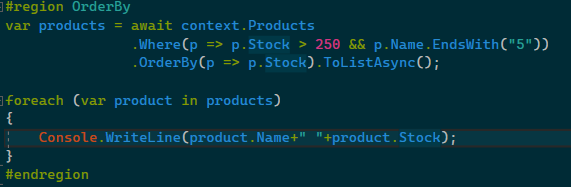 #region OrderBy
var products = await context.Products
.Where(p => p.Stock > 250 && p.Name.EndsWith("5"))
.OrderBy(p => p.Stock).ToListAsync();
foreach (var product in products)
{
Console.WriteLine(product.Name+" "+product.Stock);
}
#endregion